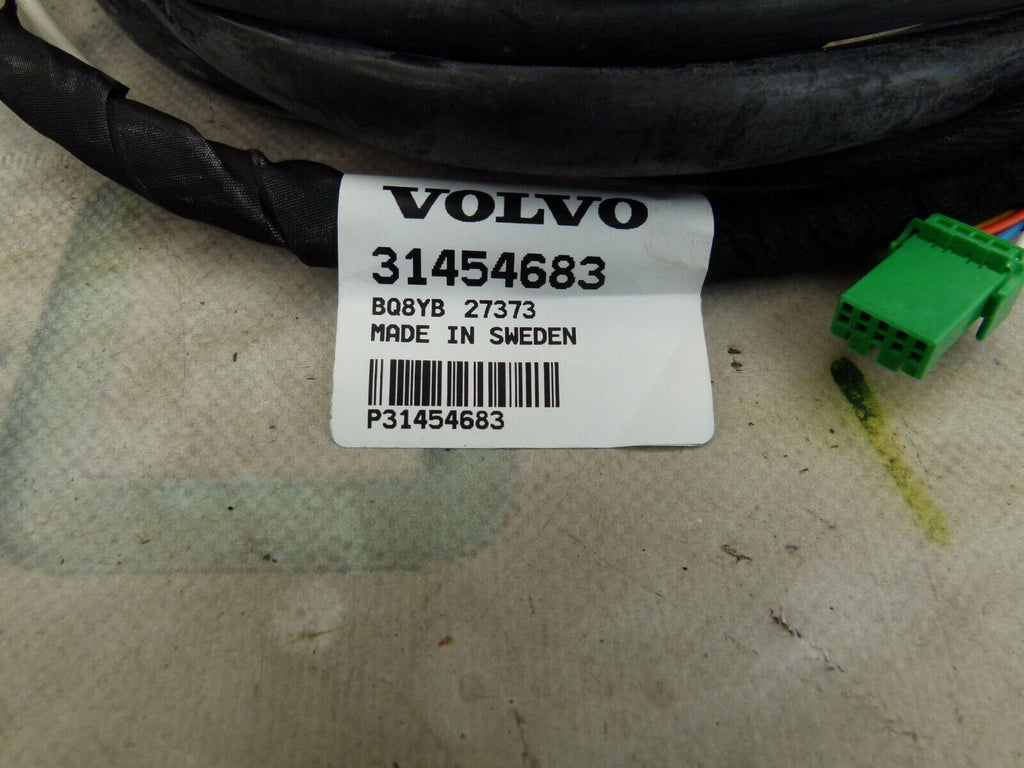 VOLVO
31454683
BQ8YB 27373
MADE IN SWEDEN
P31454683